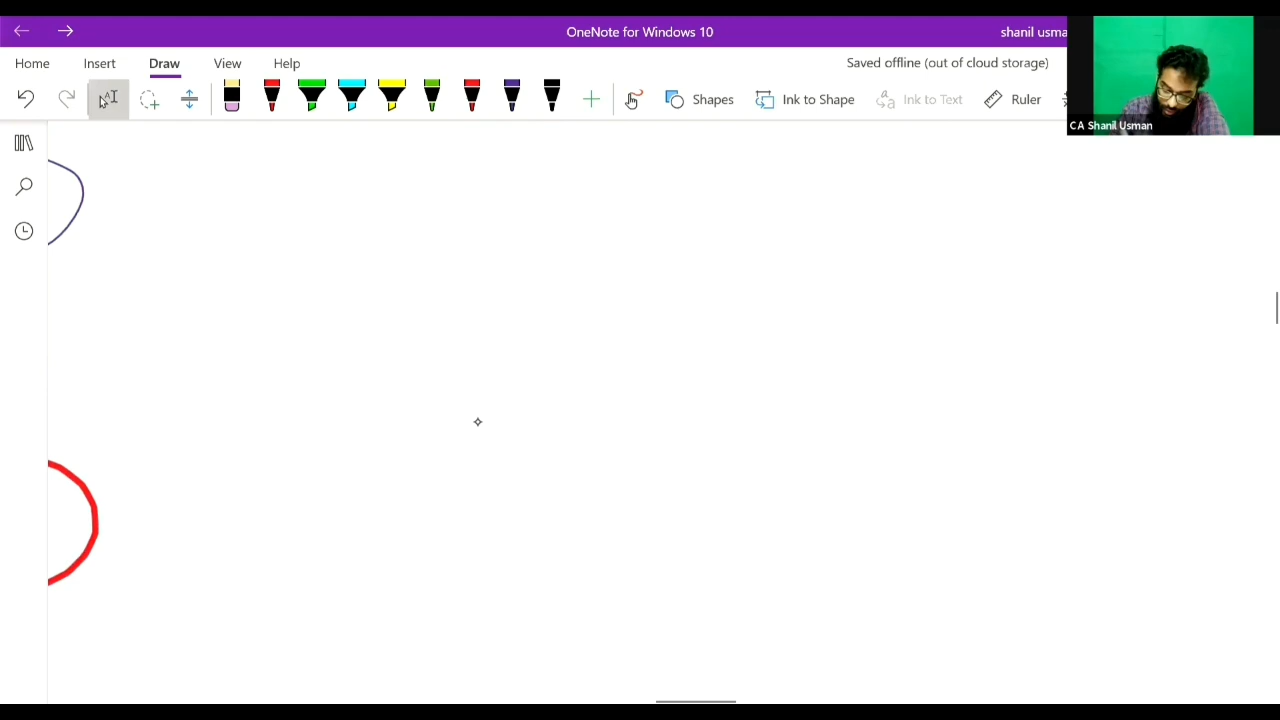 OneNote for Windows 10
shanil usma
Home Insert Draw View Help
Saved offline (out of cloud storage)
Shapes
Ink to Shape
Ink to Text
Ruler
C A Shanil Usman